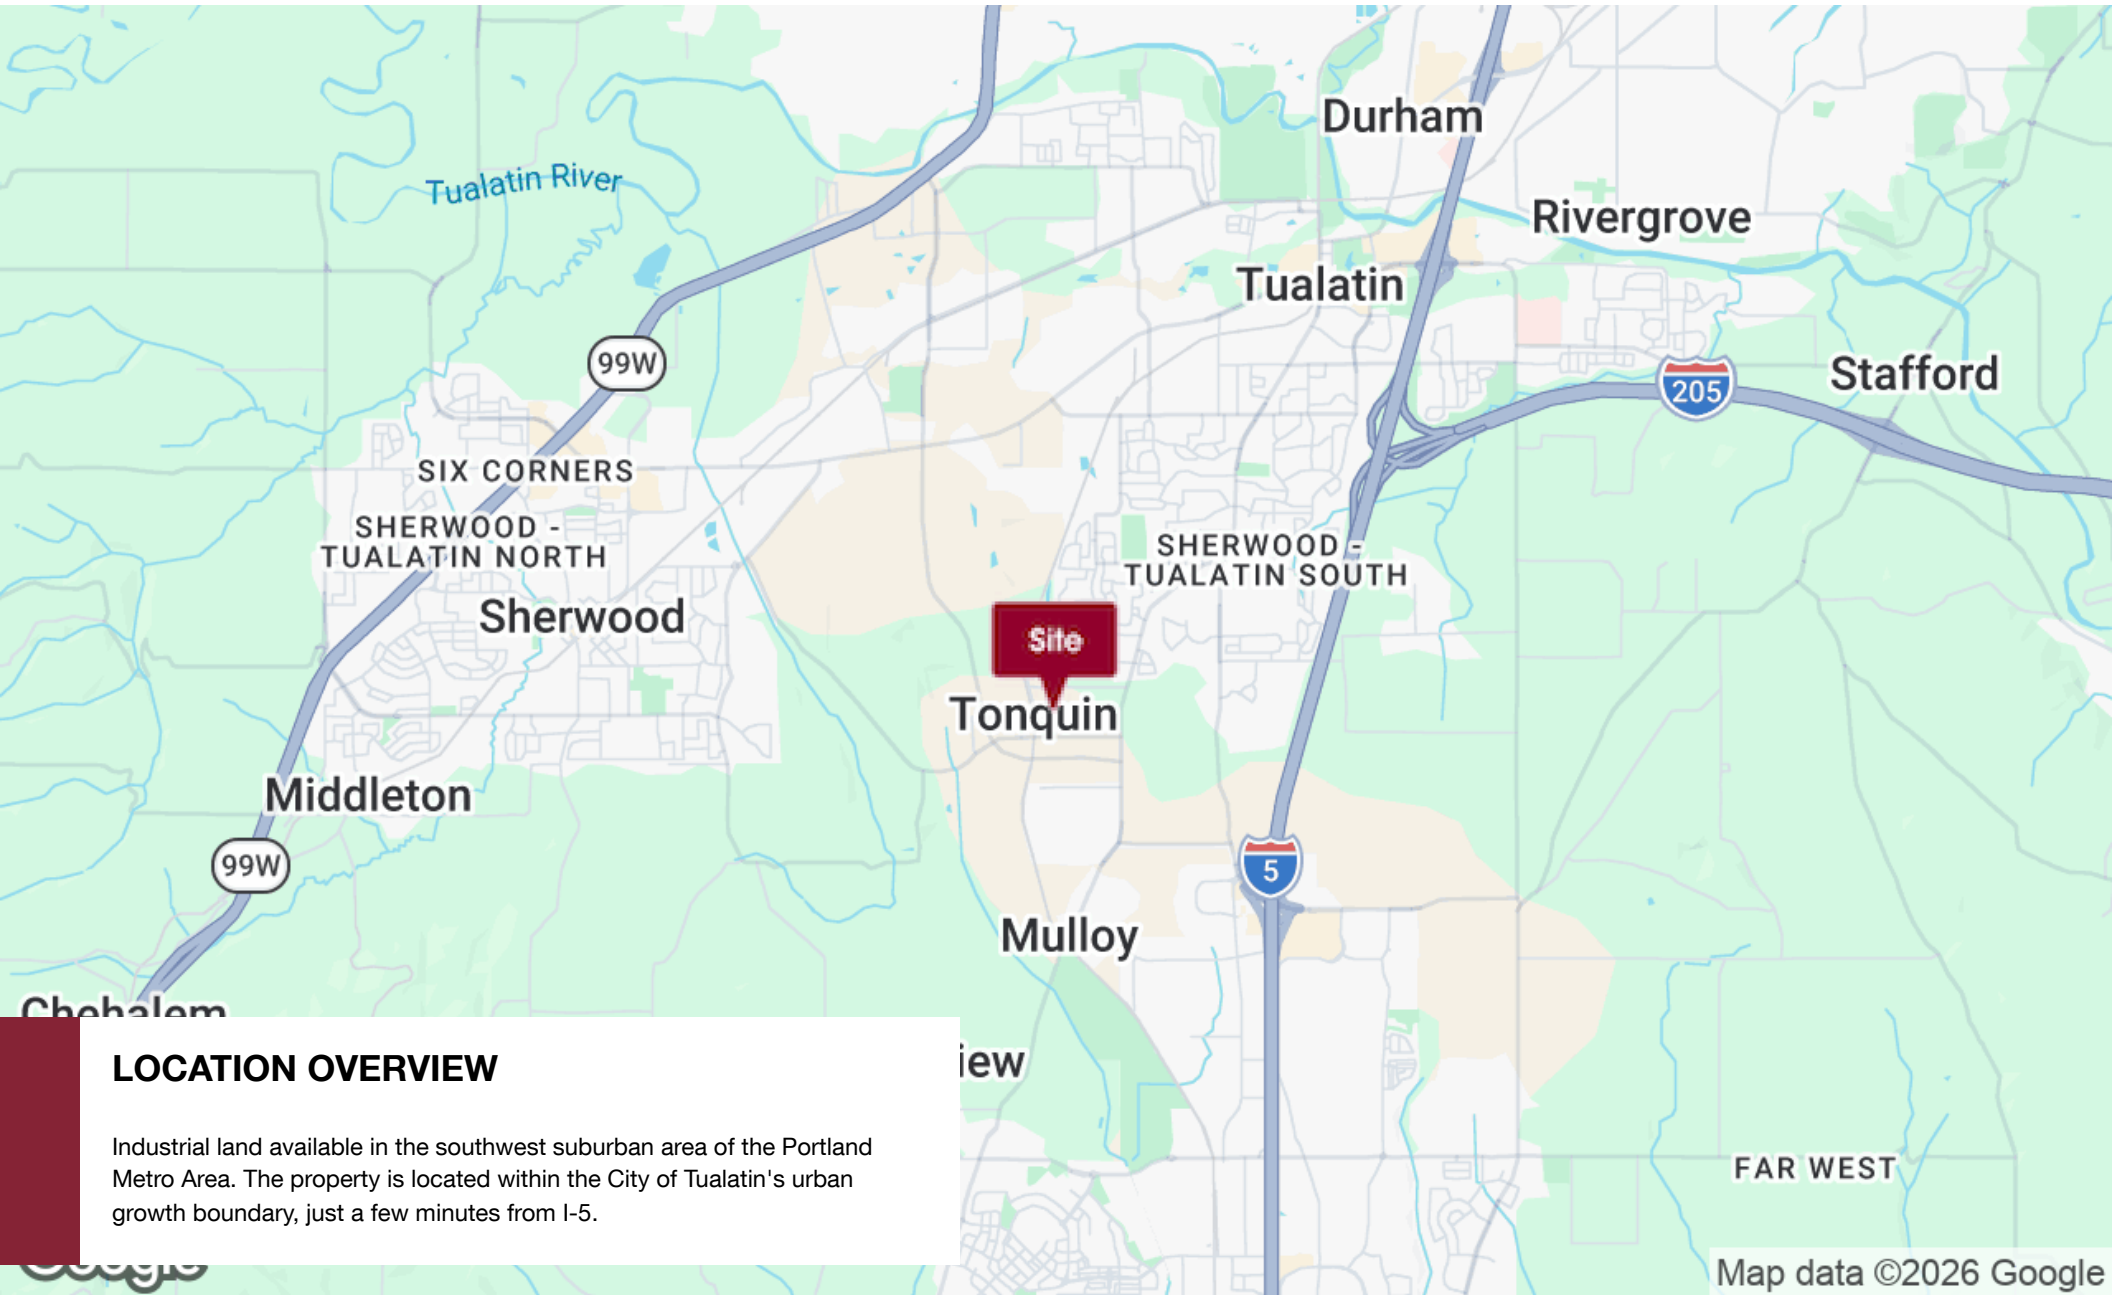 Durham
Tualatin River
Rivergrove
Tualatin
99W
205
Stafford
SIX CORNERS
SHERWOOD -
TUALATIN NORTH
SHERWOOD -
TUALATIN SOUTH
Sherwood
Site
Tonquin
Middleton
99W
5
Mulloy
Chehalem
iew
LOCATION OVERVIEW
Industrial land available in the southwest suburban area of the Portland
Metro Area. The property is located within the City of Tualatin's urban
growth boundary, just a few minutes from I-5.
FAR WEST
Google
Map data ©2026 Google